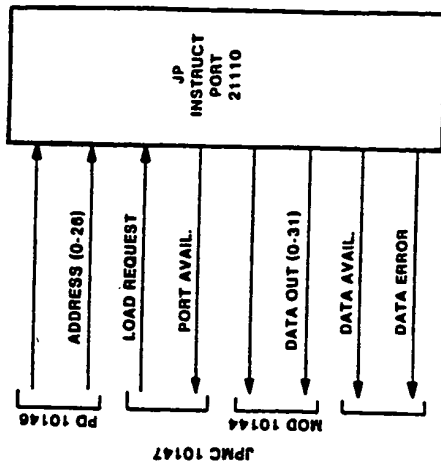 JP
INSTRUCT
PORT
21110
ADDRESS (0-26)
LOAD REQUEST
PORT AVAIL.
DATA OUT (0-31)
DATA AVAIL.
DATA ERROR
PD 10146
MOD 10144
JPMC 10147